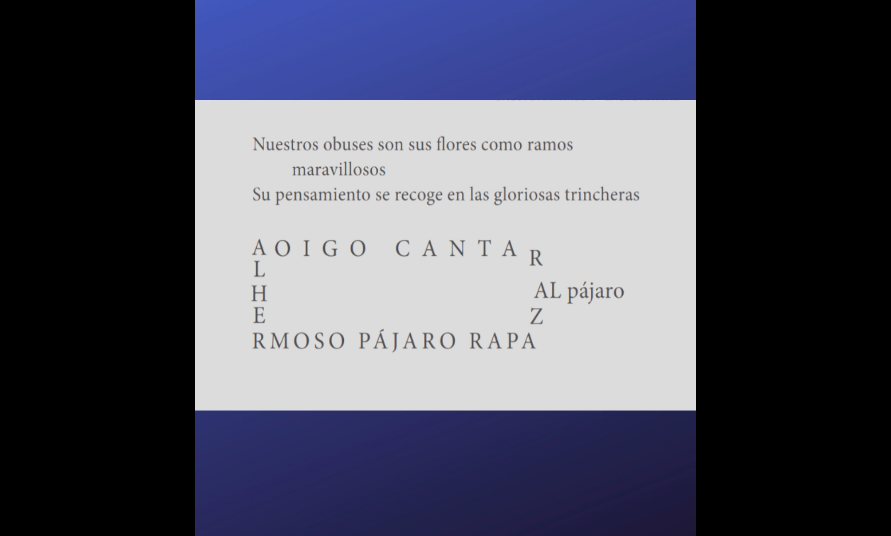 Nuestros obuses son sus flores como ramos
maravillosos
Su pensamiento se recoge en las gloriosas trincheras
AOIGO CANTA R
L
H
AL pájaro
E
Z
RMOSO PÁJARO RAPA